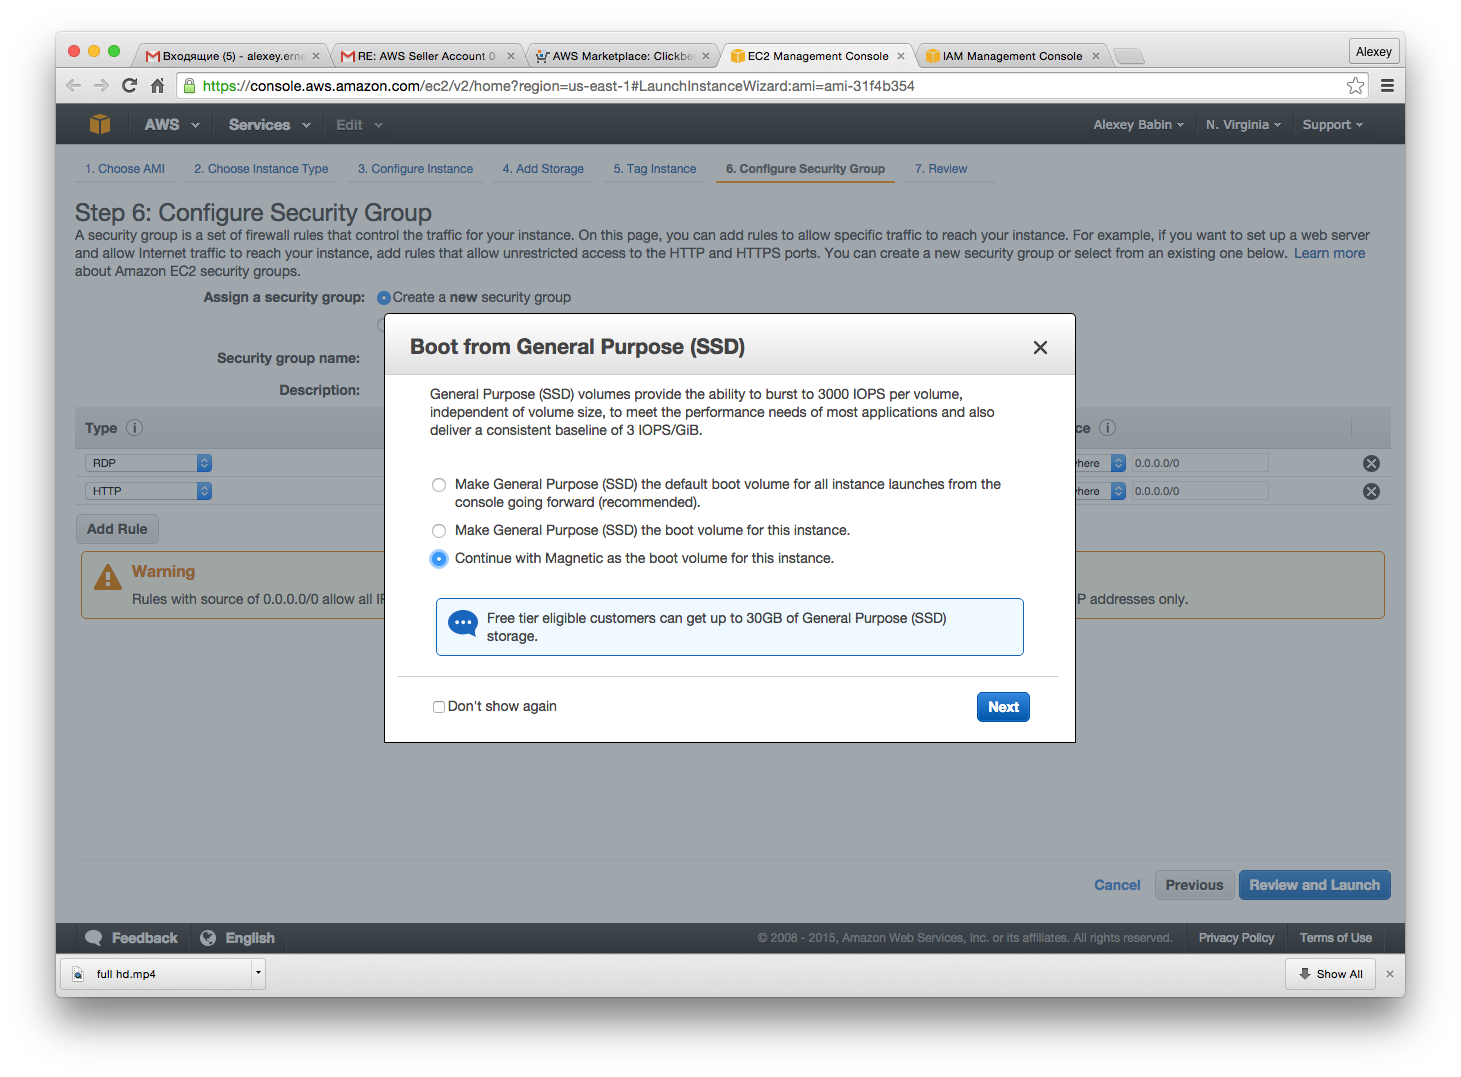 Входящие (5) - alexey.erne
RE: AWS Seller Account 0
AWS Marketplace: Clickbe
EC2 Management Console
IAM Management Console
Alexey
https://console.aws.amazon.com/ec2/v2/home?region=us-east-1#LaunchInstanceWizard:ami=ami-31f4b354
AWS Services Edit Alexey Babin N. Virginia Support
1. Choose AMI 2. Choose Instance Type 3. Configure Instance 4. Add Storage 5. Tag Instance 6. Configure Security Group 7. Review
Step 6: Configure Security Group
A security group is a set of firewall rules that control the traffic for your instance. On this page, you can add rules to allow specific traffic to reach your instance. For example, if you want to set up a web server
and allow Internet traffic to reach your instance, add rules that allow unrestricted access to the HTTP and HTTPS ports. You can create a new security group or select from an existing one below. Learn more
about Amazon EC2 security groups.
Assign a security group: Create a new security group
Security group name:
Description:
Boot from General Purpose (SSD)
General Purpose (SSD) volumes provide the ability to burst to 3000 IOPS per volume,
independent of volume size, to meet the performance needs of most applications and also
deliver a consistent baseline of 3 IOPS/GiB.
Make General Purpose (SSD) the default boot volume for all instance launches from the
console going forward (recommended).
Make General Purpose (SSD) the boot volume for this instance.
Continue with Magnetic as the boot volume for this instance.
Free tier eligible customers can get up to 30GB of General Purpose (SSD)
storage.
Don't show again
Next
Type ce
RDP here 0.0.0.0/0
HTTP here 0.0.0.0/0
Add Rule
Warning
Rules with source of 0.0.0.0/0 allow all IF P addresses only.
Cancel Previous Review and Launch
Feedback English © 2008 - 2015, Amazon Web Services, Inc. or its affiliates. All rights reserved. Privacy Policy Terms of Use
full hd.mp4 Show All